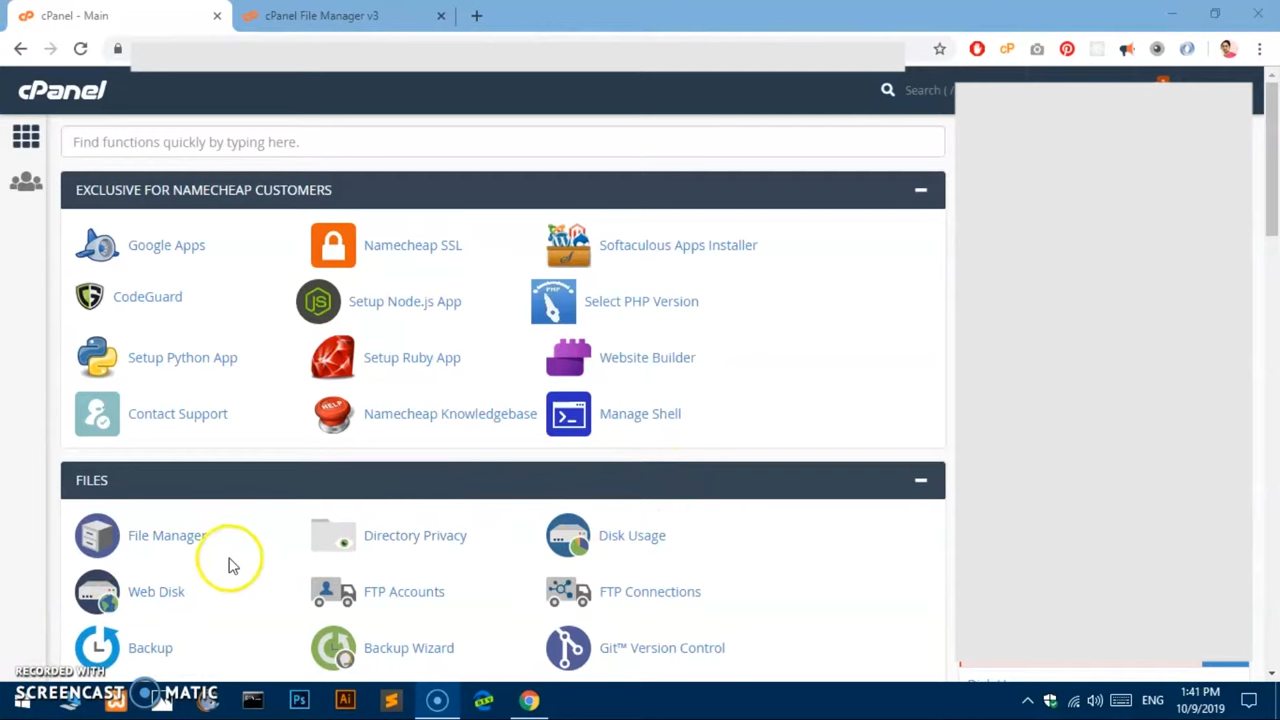 cPanel - Main
cPanel File Manager v3
cPanel
Search ( /
Find functions quickly by typing here.
EXCLUSIVE FOR NAMECHEAP CUSTOMERS
Google Apps
Namecheap SSL
Softaculous Apps Installer
CodeGuard
Setup Node.js App
Select PHP Version
Setup Python App
Setup Ruby App
Website Builder
Contact Support
Namecheap Knowledgebase
Manage Shell
FILES
File Manager
Directory Privacy
Disk Usage
Web Disk
FTP Accounts
FTP Connections
Backup
Backup Wizard
Git™ Version Control
RECORDED WITH
SCREENCAST MATIC
ENG
1:41 PM
10/9/2019